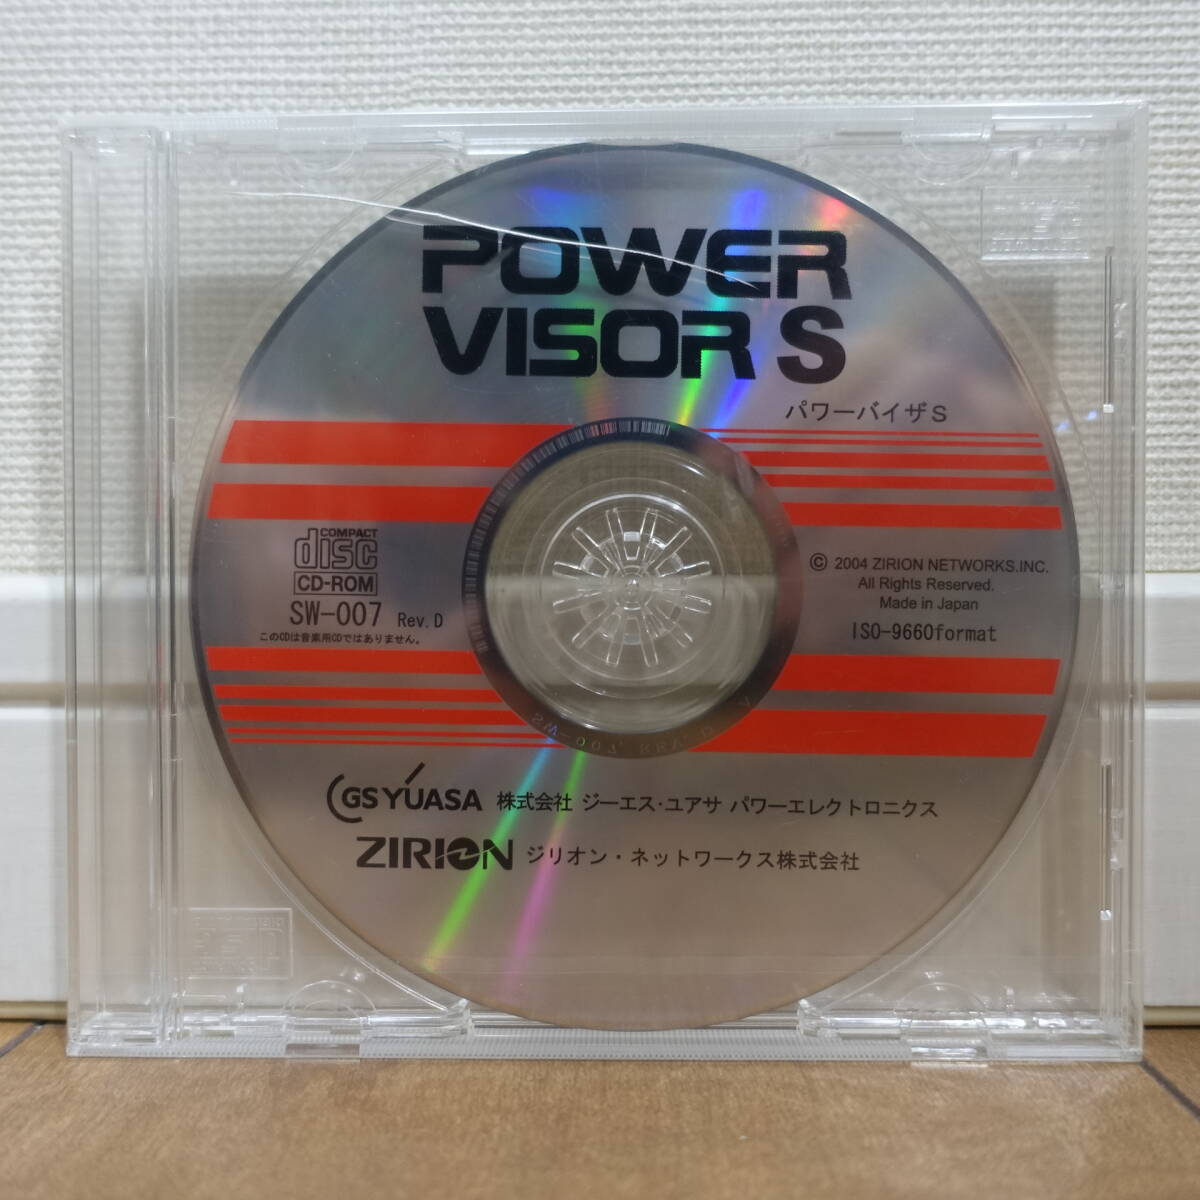 POWER
VISOR S
パワーバイザS
COMPACT
disc
CD-ROM
SW-007 Rev.D
このCDは音楽用CDではありません。
© 2004 ZIRION NETWORKS.INC.
All Rights Reserved.
Made in Japan
ISO-9660format
GS YUASA 株式会社 ジーエス・ユアサ パワーエレクトロニクス
ZIRION ジリオン・ネットワークス株式会社